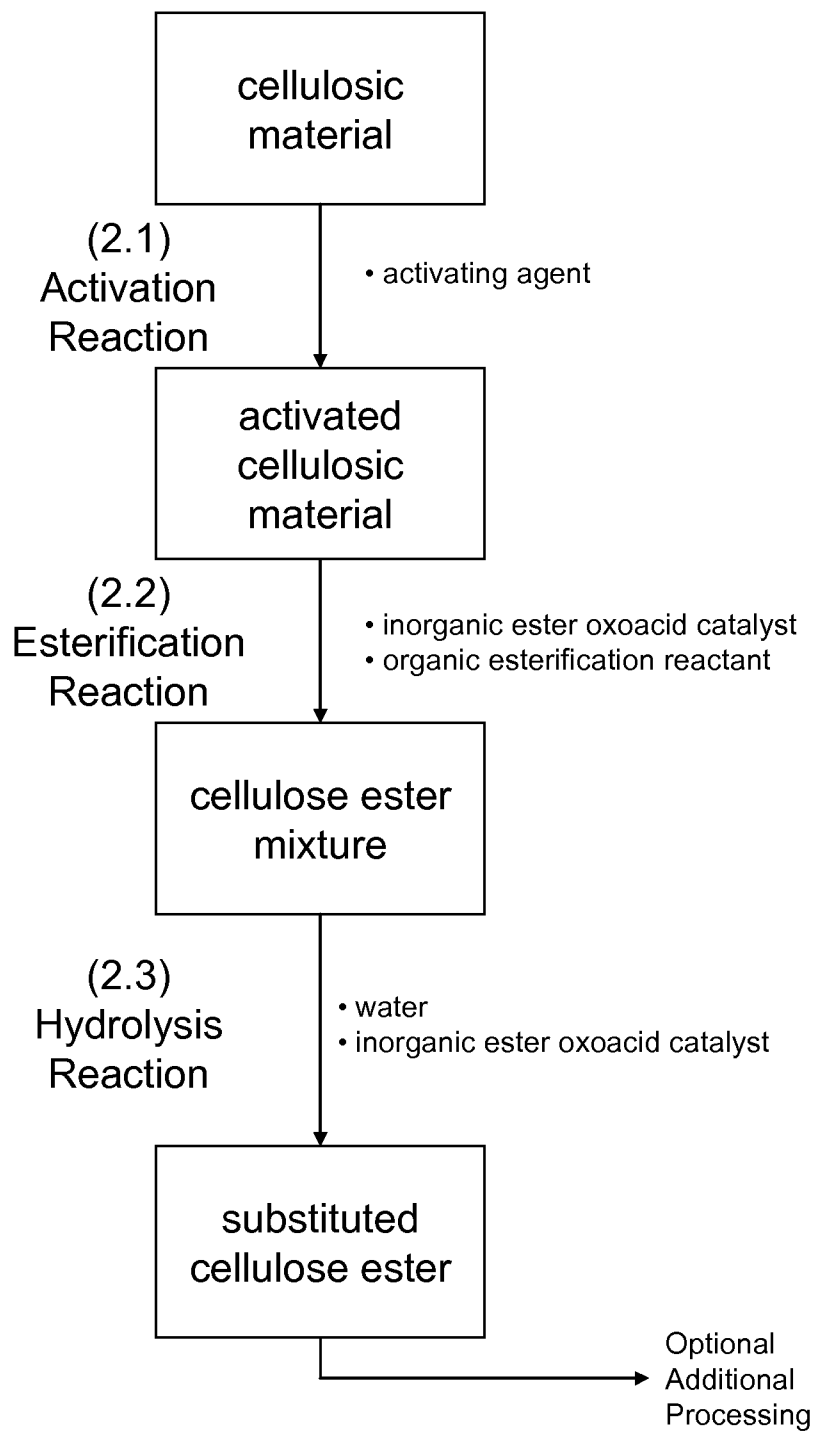 cellulosic
material
(2.1)
Activation
Reaction
• activating agent
activated
cellulosic
material
(2.2)
Esterification
Reaction
• inorganic ester oxoacid catalyst
• organic esterification reactant
cellulose ester
mixture
(2.3)
Hydrolysis
Reaction
• water
• inorganic ester oxoacid catalyst
substituted
cellulose ester
Optional
Additional
Processing